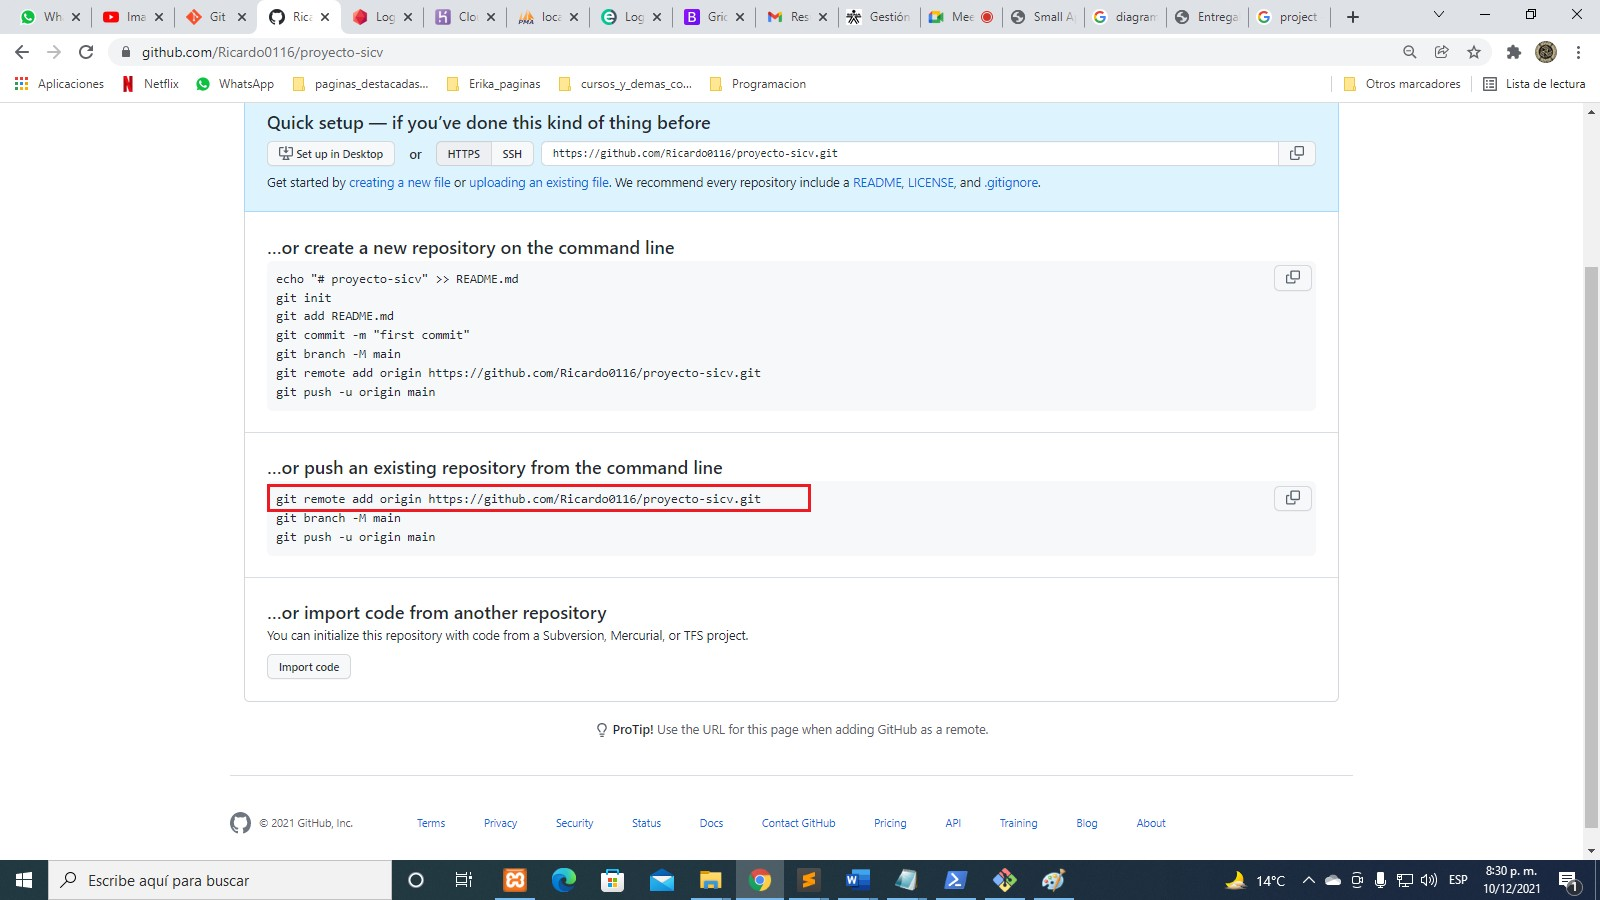 Wha
Ima
Git
Rica
Log
Clo
loca
Log
Gric
Res
Gestión
Mee
Small A
diagram
Entrega
project
github.com/Ricardo0116/proyecto-sicv
Aplicaciones
Netflix
WhatsApp
paginas_destacadas...
Erika_paginas
cursos_y_demas_co...
Programacion
Otros marcadores
Lista de lectura
Quick setup — if you've done this kind of thing before
Set up in Desktop or HTTPS SSH https://github.com/Ricardo0116/proyecto-sicv.git
Get started by creating a new file or uploading an existing file. We recommend every repository include a README, LICENSE, and .gitignore.
...or create a new repository on the command line
echo "# proyecto-sicv" >> README.md
git init
git add README.md
git commit -m "first commit"
git branch -M main
git remote add origin https://github.com/Ricardo0116/proyecto-sicv.git
git push -u origin main
...or push an existing repository from the command line
git remote add origin https://github.com/Ricardo0116/proyecto-sicv.git
git branch -M main
git push -u origin main
...or import code from another repository
You can initialize this repository with code from a Subversion, Mercurial, or TFS project.
Import code
ProTip! Use the URL for this page when adding GitHub as a remote.
© 2021 GitHub, Inc. Terms Privacy Security Status Docs Contact GitHub Pricing API Training Blog About
Escribe aquí para buscar
14°C
ESP
8:30 p. m.
10/12/2021
1